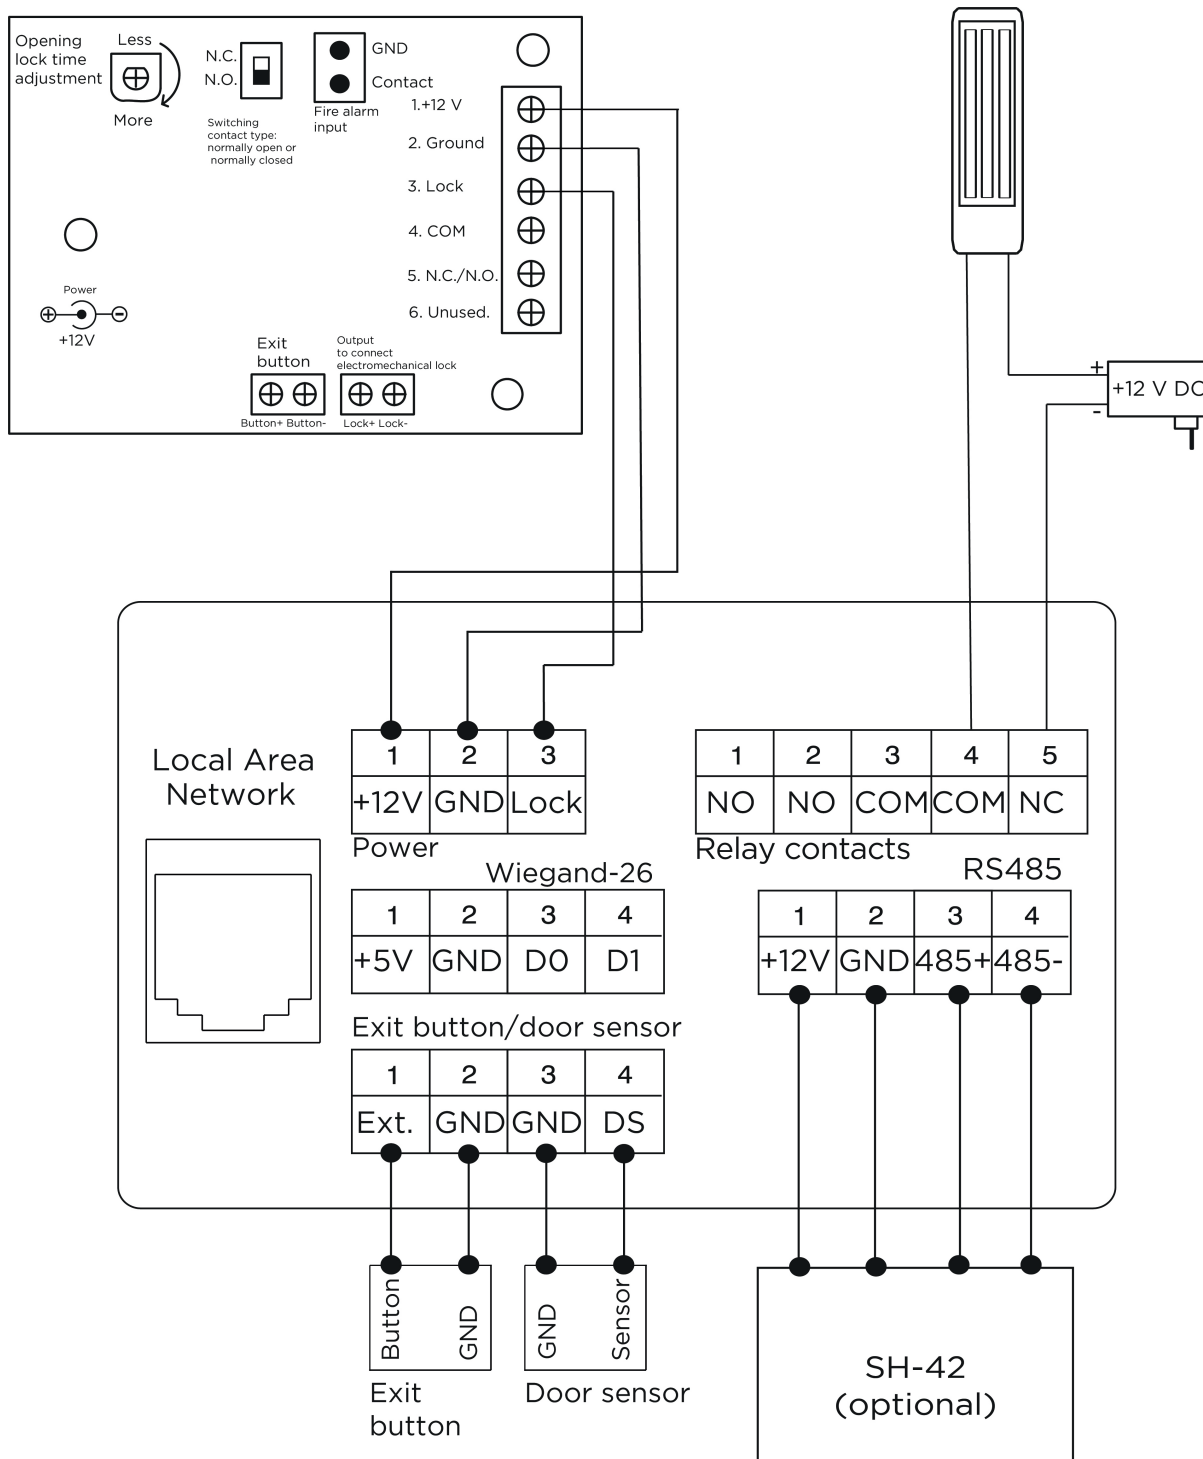 Opening
lock time
adjustment
Less
More
N.C.
N.O.
Switching
contact type:
normally open or
normally closed
GND
Contact
Fire alarm
input
1.+12 V
2. Ground
3. Lock
4. COM
5. N.C./N.O.
6. Unused.
Power
+12V
Exit
button
Button+ Button-
Output
to connect
electromechanical lock
Lock+ Lock-
+
+12 V DC
-
Local Area
Network
1 2 3
+12V GND Lock
Power
1 2 3 4 5
NO NO COM COM NC
Relay contacts
Wiegand-26
1 2 3 4
+5V GND D0 D1
RS485
1 2 3 4
+12V GND 485+ 485-
Exit button/door sensor
1 2 3 4
Ext. GND GND DS
Button GND
Exit
button
GND Sensor
Door sensor
SH-42
(optional)